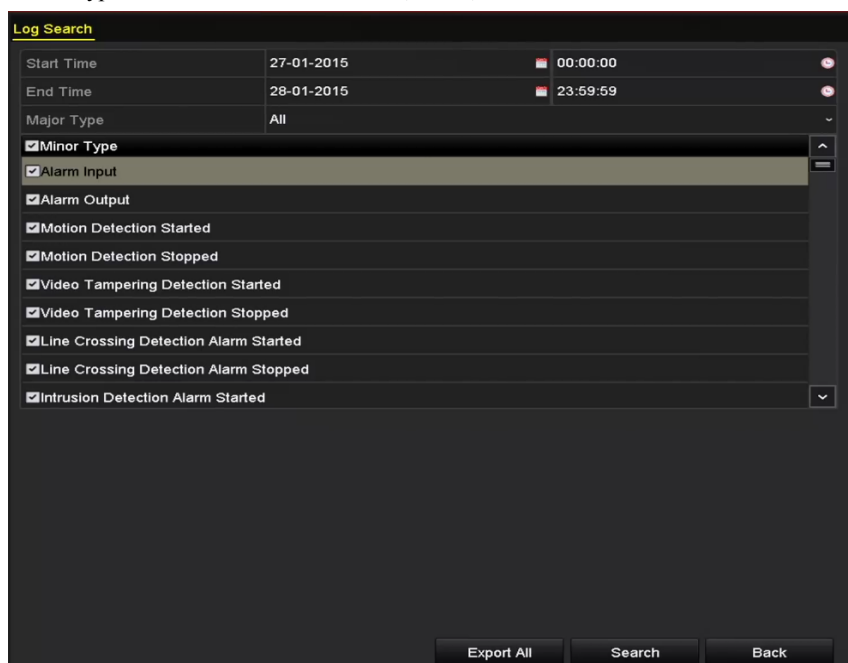 Log Search
Start Time 27-01-2015 00:00:00
End Time 28-01-2015 23:59:59
Major Type All
Minor Type
Alarm Input
Alarm Output
Motion Detection Started
Motion Detection Stopped
Video Tampering Detection Started
Video Tampering Detection Stopped
Line Crossing Detection Alarm Started
Line Crossing Detection Alarm Stopped
Intrusion Detection Alarm Started
Export All Search Back